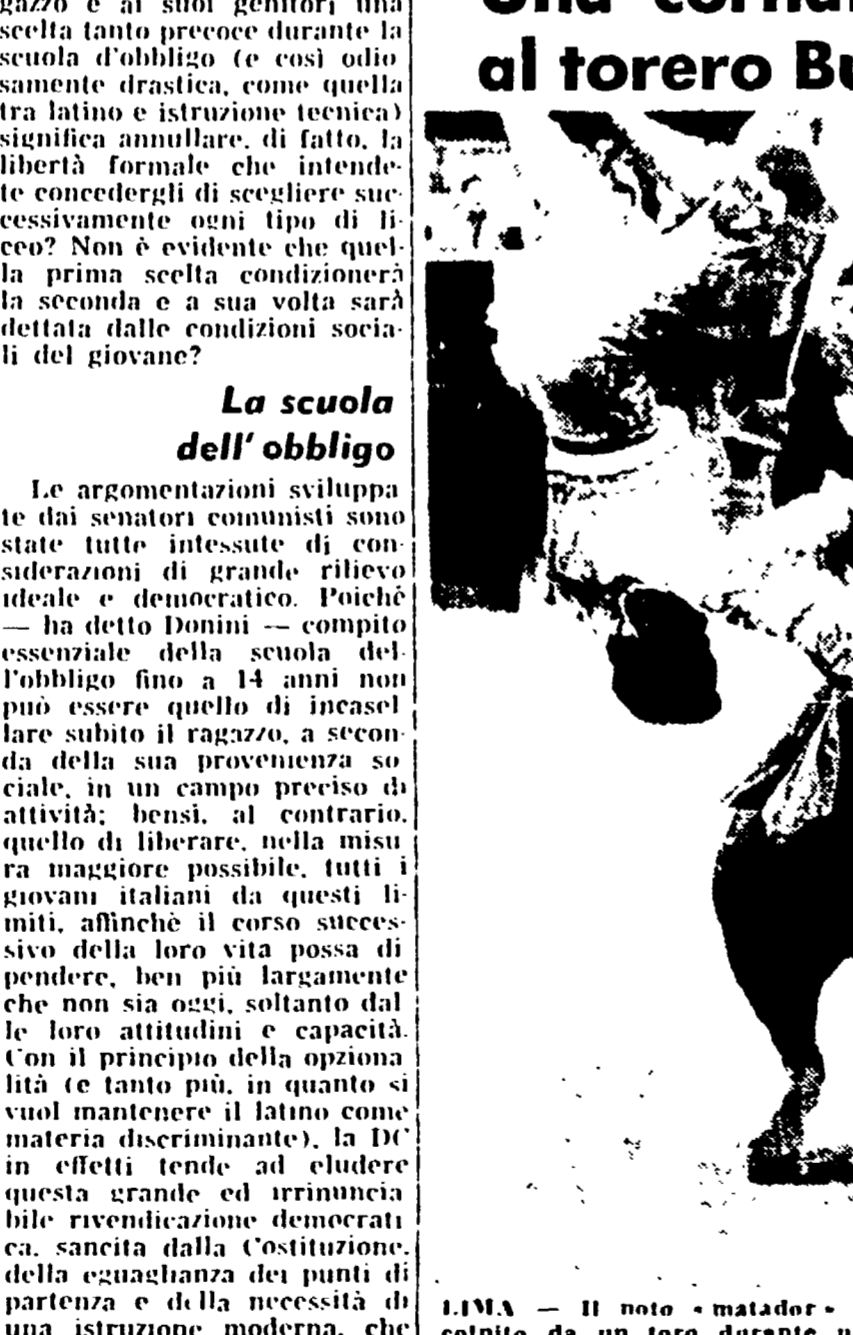 gazzo e ai suoi genitori una
scelta tanto precoce durante la
scuola d'obbligo (e così odio
samente drastica, come quella
tra latino e istruzione tecnica)
significa annullare, di fatto, la
libertà formale che intende-
te concedergli di scegliere suc-
cessivamente ogni tipo di li-
ceo? Non è evidente che quel-
la prima scelta condizionerà
la seconda e a sua volta sarà
dettata dalle condizioni socia-
li del giovane?
La scuola
dell'obbligo
Le argomentazioni sviluppa
te dai senatori comunisti sono
state tutte intessute di con-
siderazioni di grande rilievo
ideale e democratico. Poichè
— ha detto Donini — compito
essenziale della scuola del-
l'obbligo fino a 14 anni non
può essere quello di incasel
lare subito il ragazzo, a secon-
da della sua provenienza so
ciale, in un campo preciso di
attività; bensì, al contrario,
quello di liberare, nella misu
ra maggiore possibile, tutti i
giovani italiani da questi li-
miti, affinchè il corso succes-
sivo della loro vita possa di
pendere, ben più largamente
che non sia oggi, soltanto dal
le loro attitudini e capacità.
Con il principio della opziona
lità (e tanto più, in quanto si
vuol mantenere il latino come
materia discriminante), la DC
in effetti tende ad eludere
questa grande ed irrinuncia
bile rivendicazione democrati
ca, sancita dalla Costituzione,
della eguaglianza dei punti di
partenza e della necessità di
una istruzione moderna, che
al torero
LIMA — Il noto « matador »
colpito da un toro durante